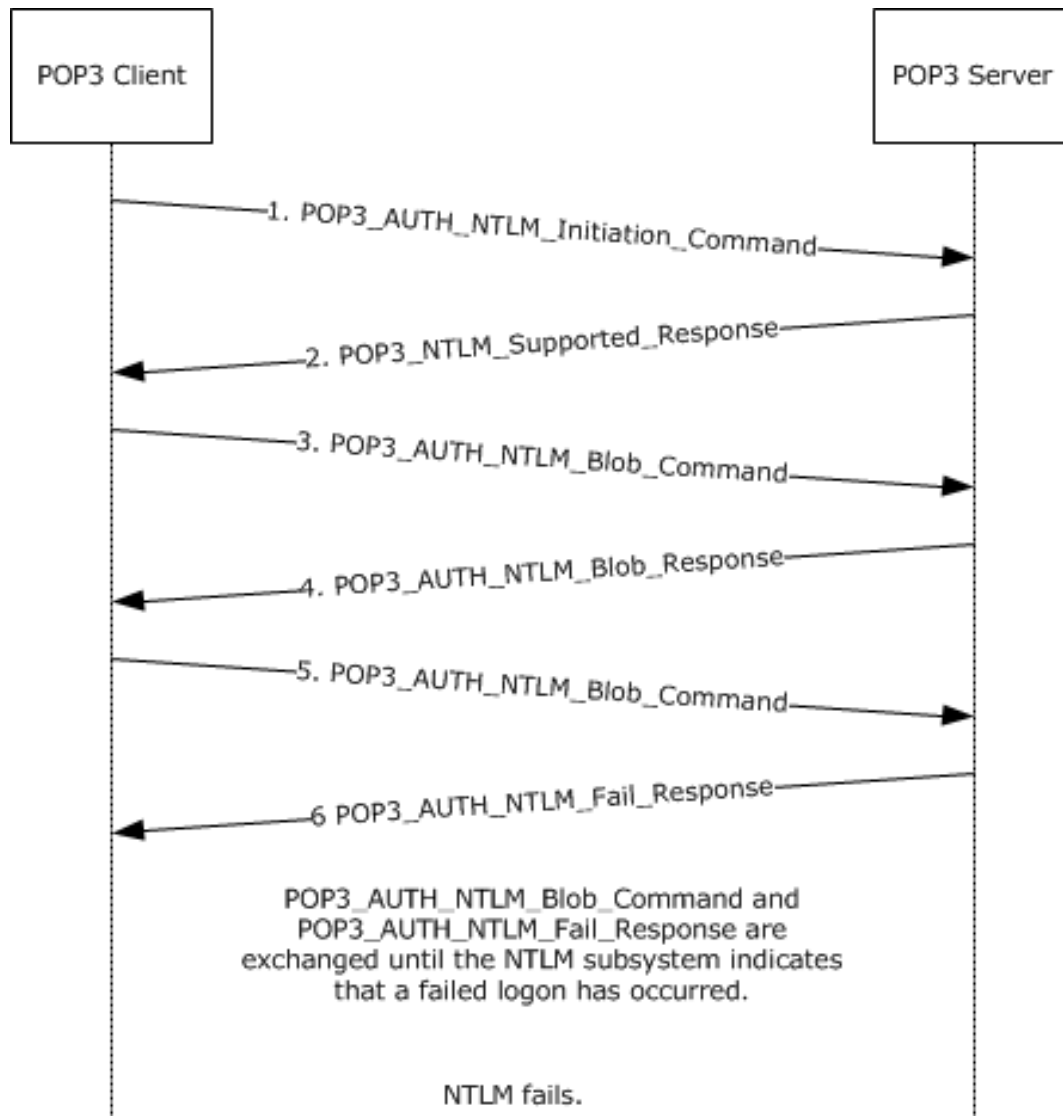 POP3 Client
POP3 Server
1. POP3_AUTH_NTLM_Initiation_Command
2. POP3_NTLM_Supported_Response
3. POP3_AUTH_NTLM_Blob_Command
4. POP3_AUTH_NTLM_Blob_Response
5. POP3_AUTH_NTLM_Blob_Command
6 POP3_AUTH_NTLM_Fail_Response
POP3_AUTH_NTLM_Blob_Command and
POP3_AUTH_NTLM_Fail_Response are
exchanged until the NTLM subsystem indicates
that a failed logon has occurred.
NTLM fails.